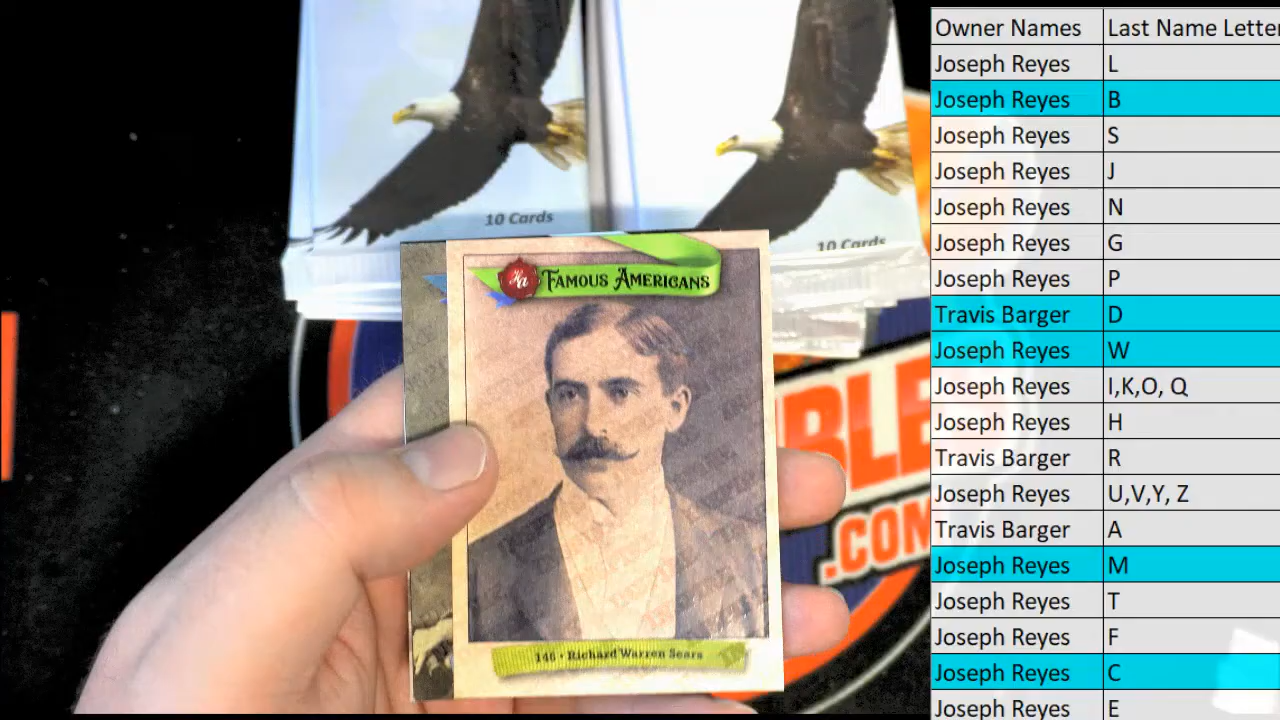 10 Cards
10 Cards
Famous Americans
fa
146 • Richard Warren Sears
BLE
.COM
Owner Names Last Name Letter
Joseph Reyes L
Joseph Reyes B
Joseph Reyes S
Joseph Reyes J
Joseph Reyes N
Joseph Reyes G
Joseph Reyes P
Travis Barger D
Joseph Reyes W
Joseph Reyes I,K,O, Q
Joseph Reyes H
Travis Barger R
Joseph Reyes U,V,Y, Z
Travis Barger A
Joseph Reyes M
Joseph Reyes T
Joseph Reyes F
Joseph Reyes C
Joseph Reyes E